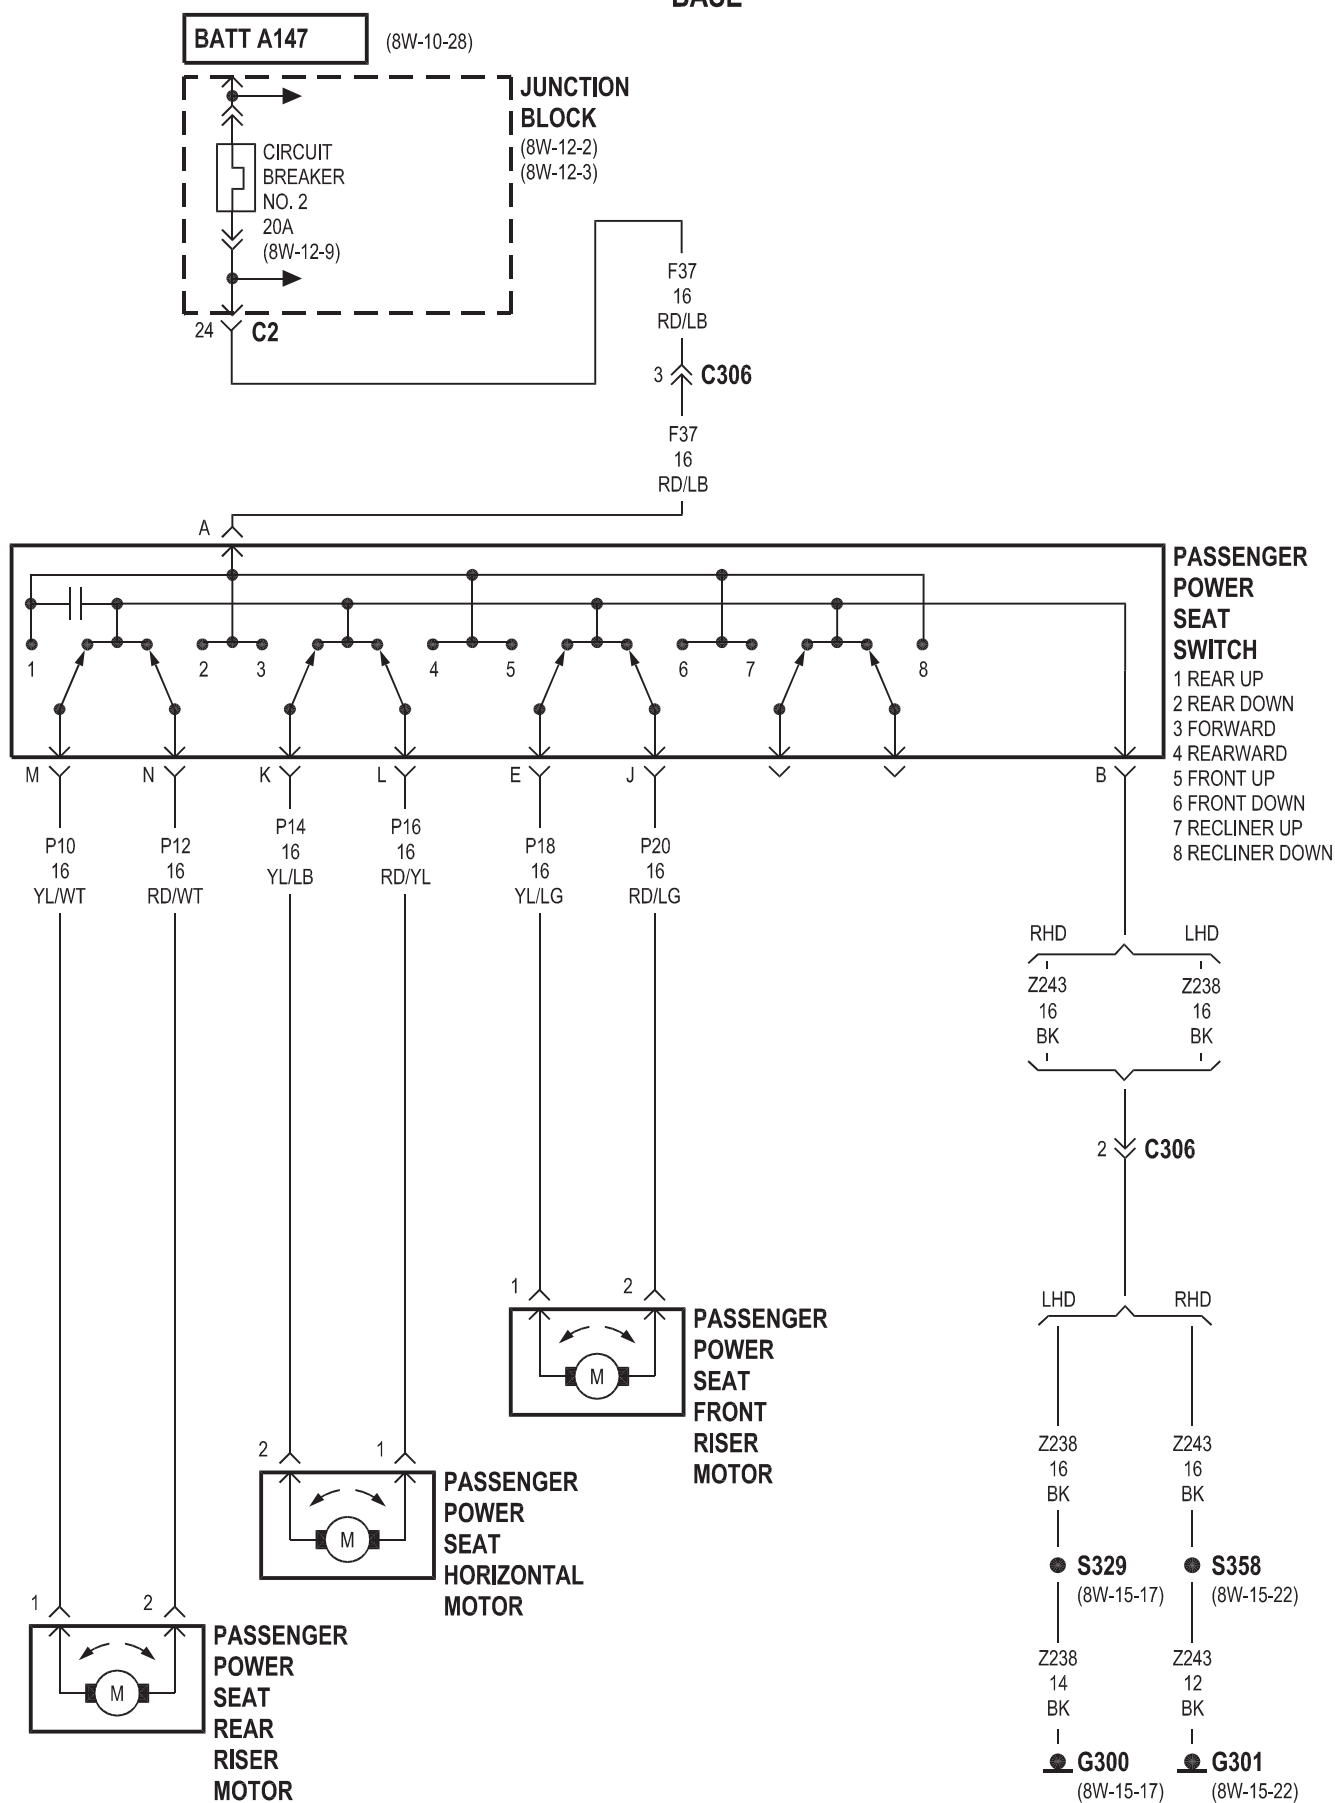 BASE
BATT A147
(8W-10-28)
JUNCTION
BLOCK
(8W-12-2)
(8W-12-3)
CIRCUIT
BREAKER
NO. 2
20A
(8W-12-9)
24
C2
F37
16
RD/LB
3
C306
F37
16
RD/LB
A
1
2
3
4
5
6
7
8
PASSENGER
POWER
SEAT
SWITCH
1 REAR UP
2 REAR DOWN
3 FORWARD
4 REARWARD
5 FRONT UP
6 FRONT DOWN
7 RECLINER UP
8 RECLINER DOWN
M
N
K
L
E
J
B
P10
16
YL/WT
P12
16
RD/WT
P14
16
YL/LB
P16
16
RD/YL
P18
16
YL/LG
P20
16
RD/LG
RHD
LHD
Z243
16
BK
Z238
16
BK
2
C306
1
2
M
PASSENGER
POWER
SEAT
FRONT
RISER
MOTOR
LHD
RHD
Z238
16
BK
Z243
16
BK
2
1
M
PASSENGER
POWER
SEAT
HORIZONTAL
MOTOR
S329
(8W-15-17)
S358
(8W-15-22)
1
2
M
PASSENGER
POWER
SEAT
REAR
RISER
MOTOR
Z238
14
BK
Z243
12
BK
G300
(8W-15-17)
G301
(8W-15-22)